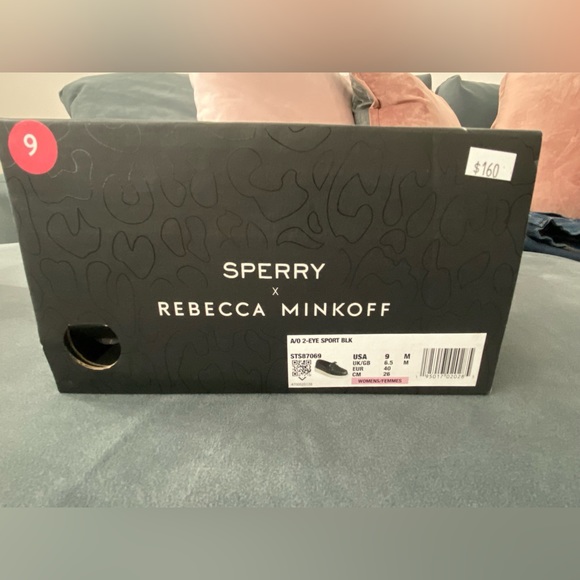 9
$160
SPERRY
x
REBECCA MINKOFF
A/O 2-EYE SPORT BLK
STS87069
USA 9 M
UK/GB 6.5 M
EUR 40
CM 26
WOMENS/FEMMES